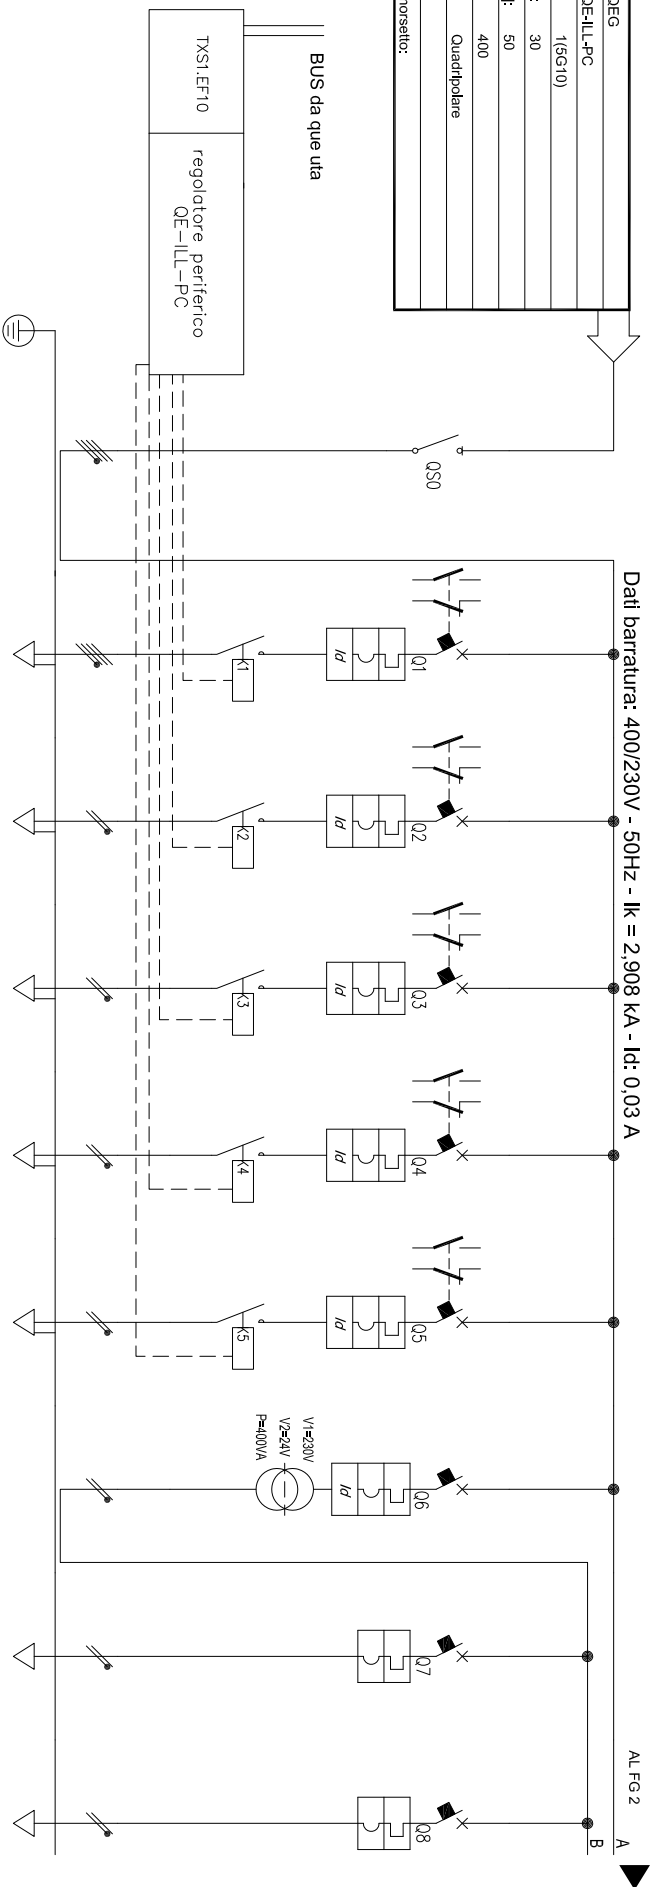 QE-ILL-PC
1(5G10)
30
50
400
Quadripolare
morsetto:
Dati barratura: 400/230V - 50Hz - Ik = 2,908 kA - Id: 0,03 A
AL FG 2
A
B
QS0
Q1
Q2
Q3
Q4
Q5
Q6
Q7
Q8
Id
Id
Id
Id
Id
Id
V1=230V
V2=24V
P=400VA
BUS da que uta
K1
K2
K3
K4
K5
TXS1.EF10
regolatore periferico
QE-ILL-PC